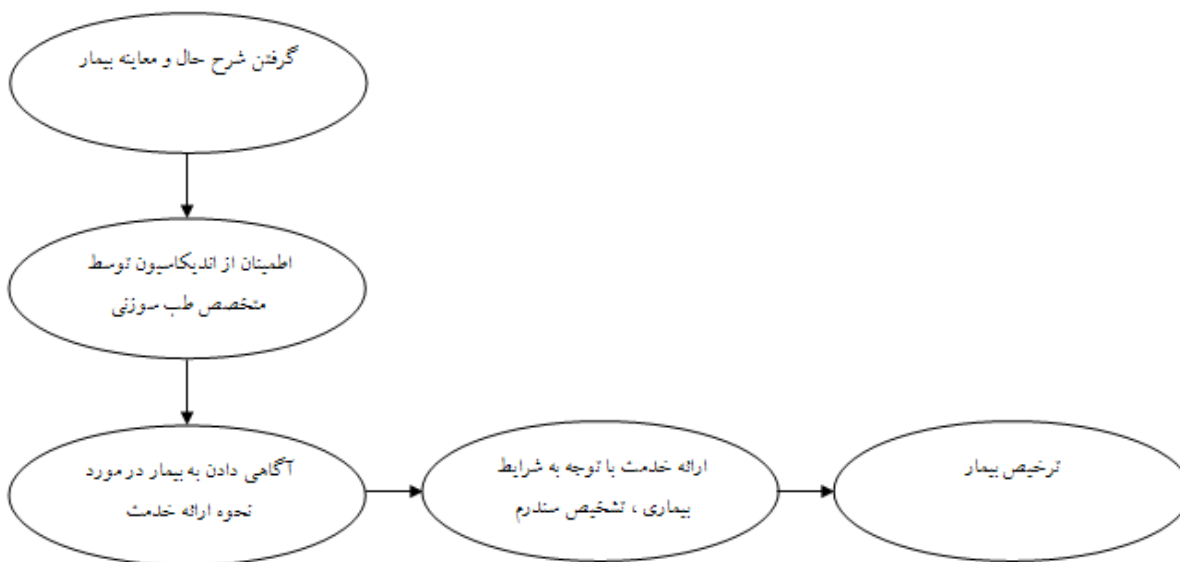 گرفتن شرح حال و معاینه بیمار
اطمینان از اندیکاسیون توسط
متخصص طب سوزنی
آگاهی دادن به بیمار در مورد
نحوه ارائه خدمت
ارائه خدمت با توجه به شرایط
بیماری ، تشخیص سندرم
ترخیص بیمار